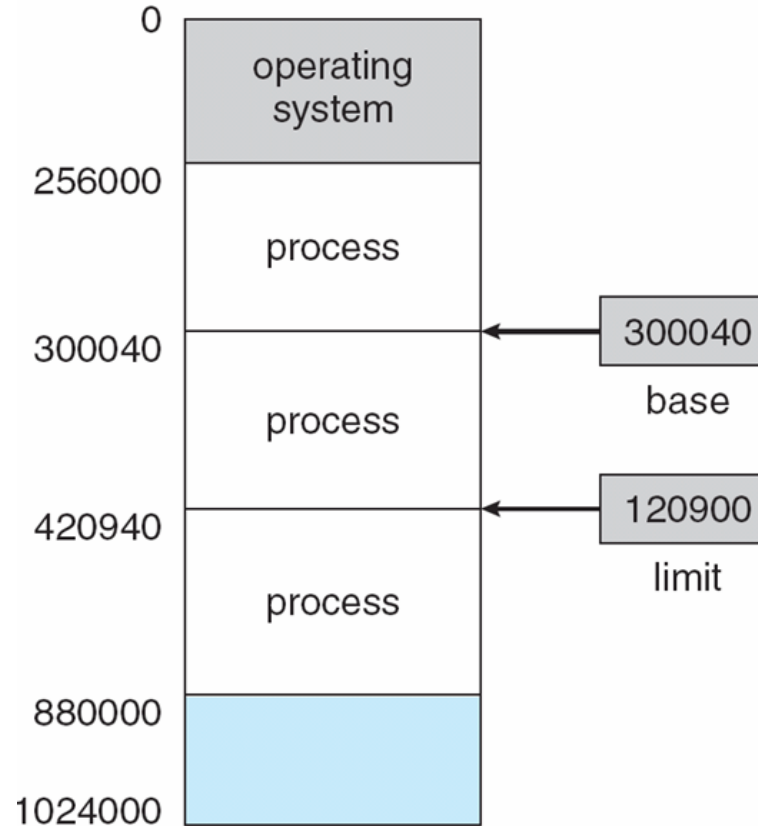 0
operating
system
256000
process
300040
300040
base
process
420940
120900
limit
process
880000
1024000